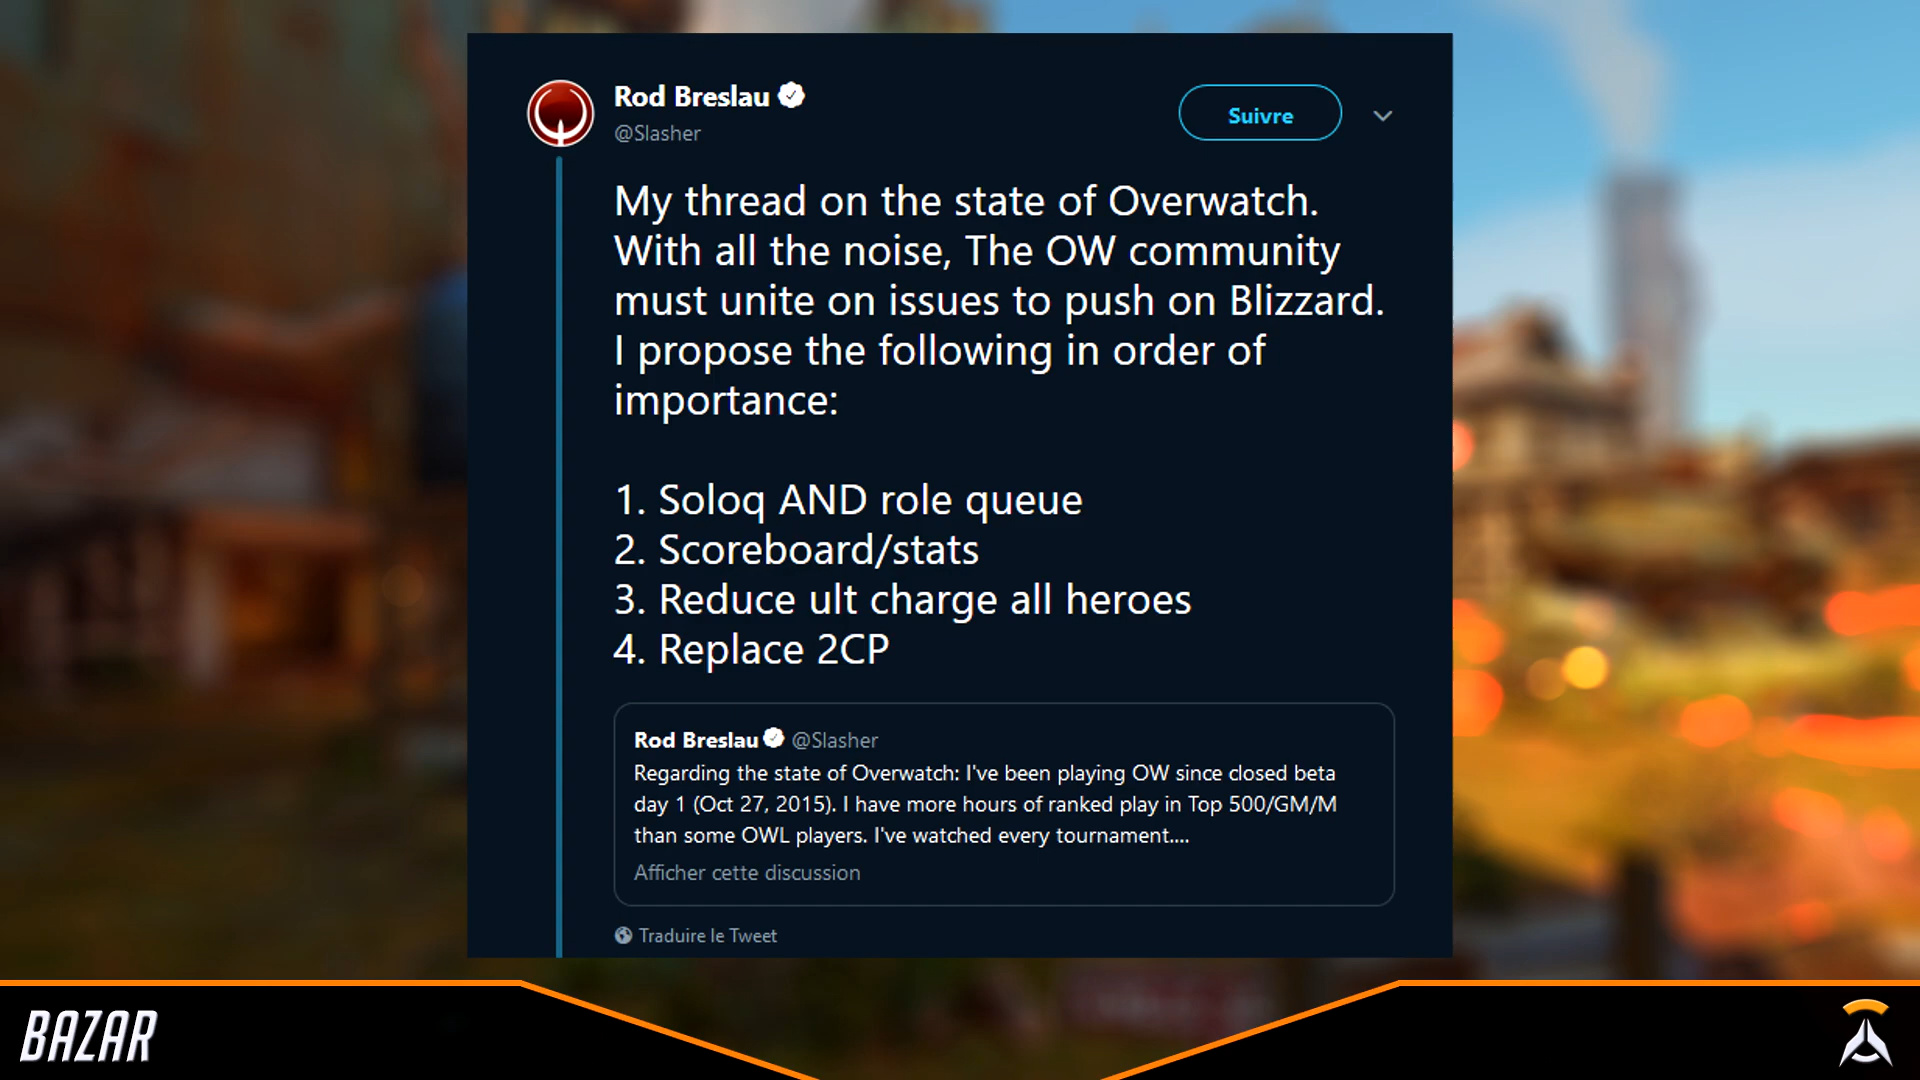 Rod Breslau
@Slasher
Suivre
My thread on the state of Overwatch.
With all the noise, The OW community
must unite on issues to push on Blizzard.
I propose the following in order of
importance:
1. Soloq AND role queue
2. Scoreboard/stats
3. Reduce ult charge all heroes
4. Replace 2CP
Rod Breslau @Slasher
Regarding the state of Overwatch: I've been playing OW since closed beta
day 1 (Oct 27, 2015). I have more hours of ranked play in Top 500/GM/M
than some OWL players. I've watched every tournament....
Afficher cette discussion
Traduire le Tweet
BAZAR